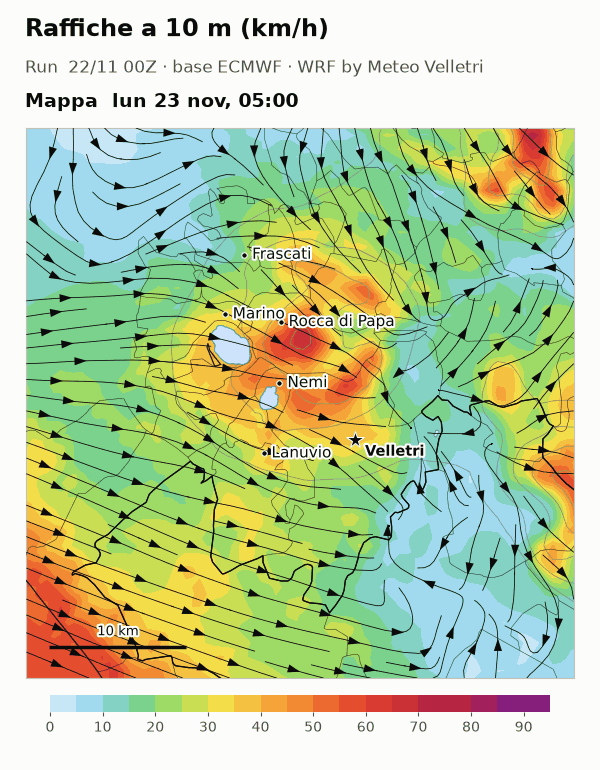 Raffiche a 10 m (km/h)
Run  22/11 00Z · base ECMWF · WRF by Meteo Velletri
Mappa  lun 23 nov, 05:00
Frascati
Marino
Rocca di Papa
Nemi
Velletri
Lanuvio
10 km
0 10 20 30 40 50 60 70 80 90